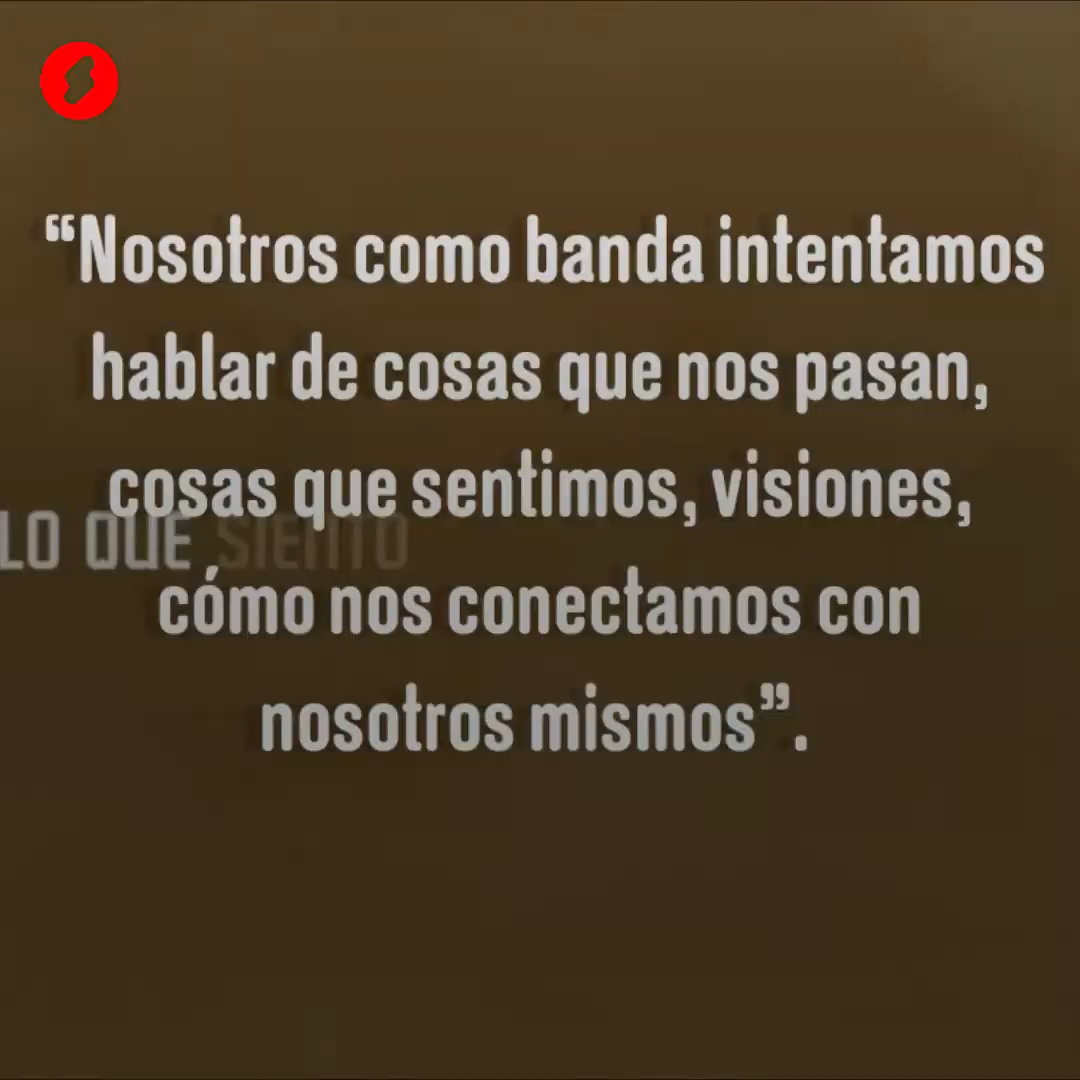 “Nosotros como banda intentamos
hablar de cosas que nos pasan,
cosas que sentimos, visiones,
LO QUE SIENTO
cómo nos conectamos con
nosotros mismos”.